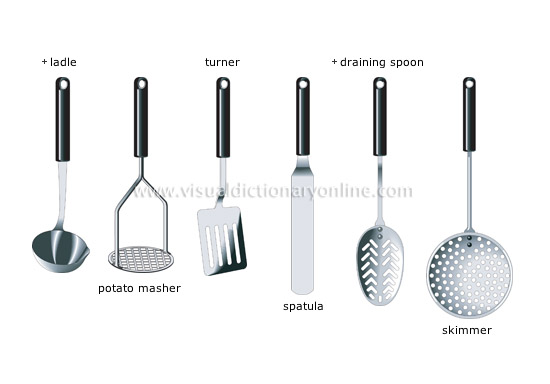 + ladle
turner
+ draining spoon
www.visualdictionaryonline.com
potato masher
spatula
skimmer